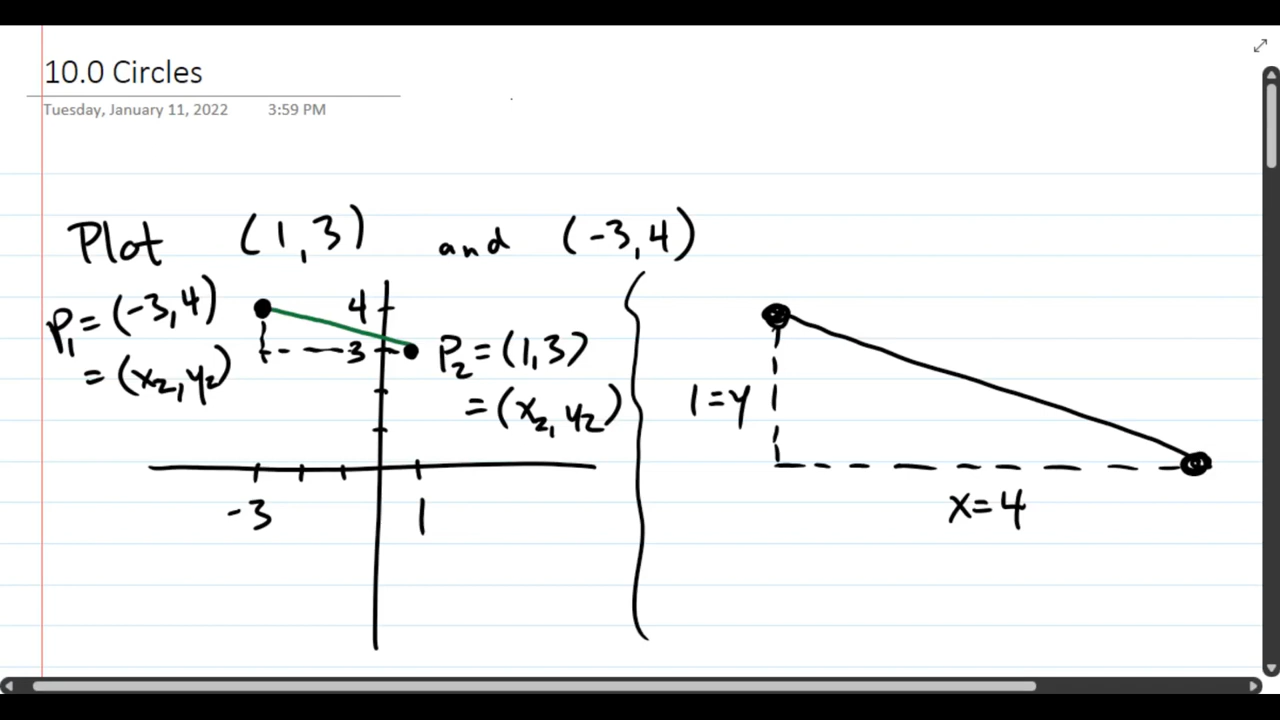 10.0 Circles
Tuesday, January 11, 2022 3:59 PM
Plot (1,3) and (-3,4)
P₁ = (-3,4)
= (x₂, y₂)
4
3
P₂ = (1,3)
= (x₂, y₂)
-3
1
1 = y
x = 4